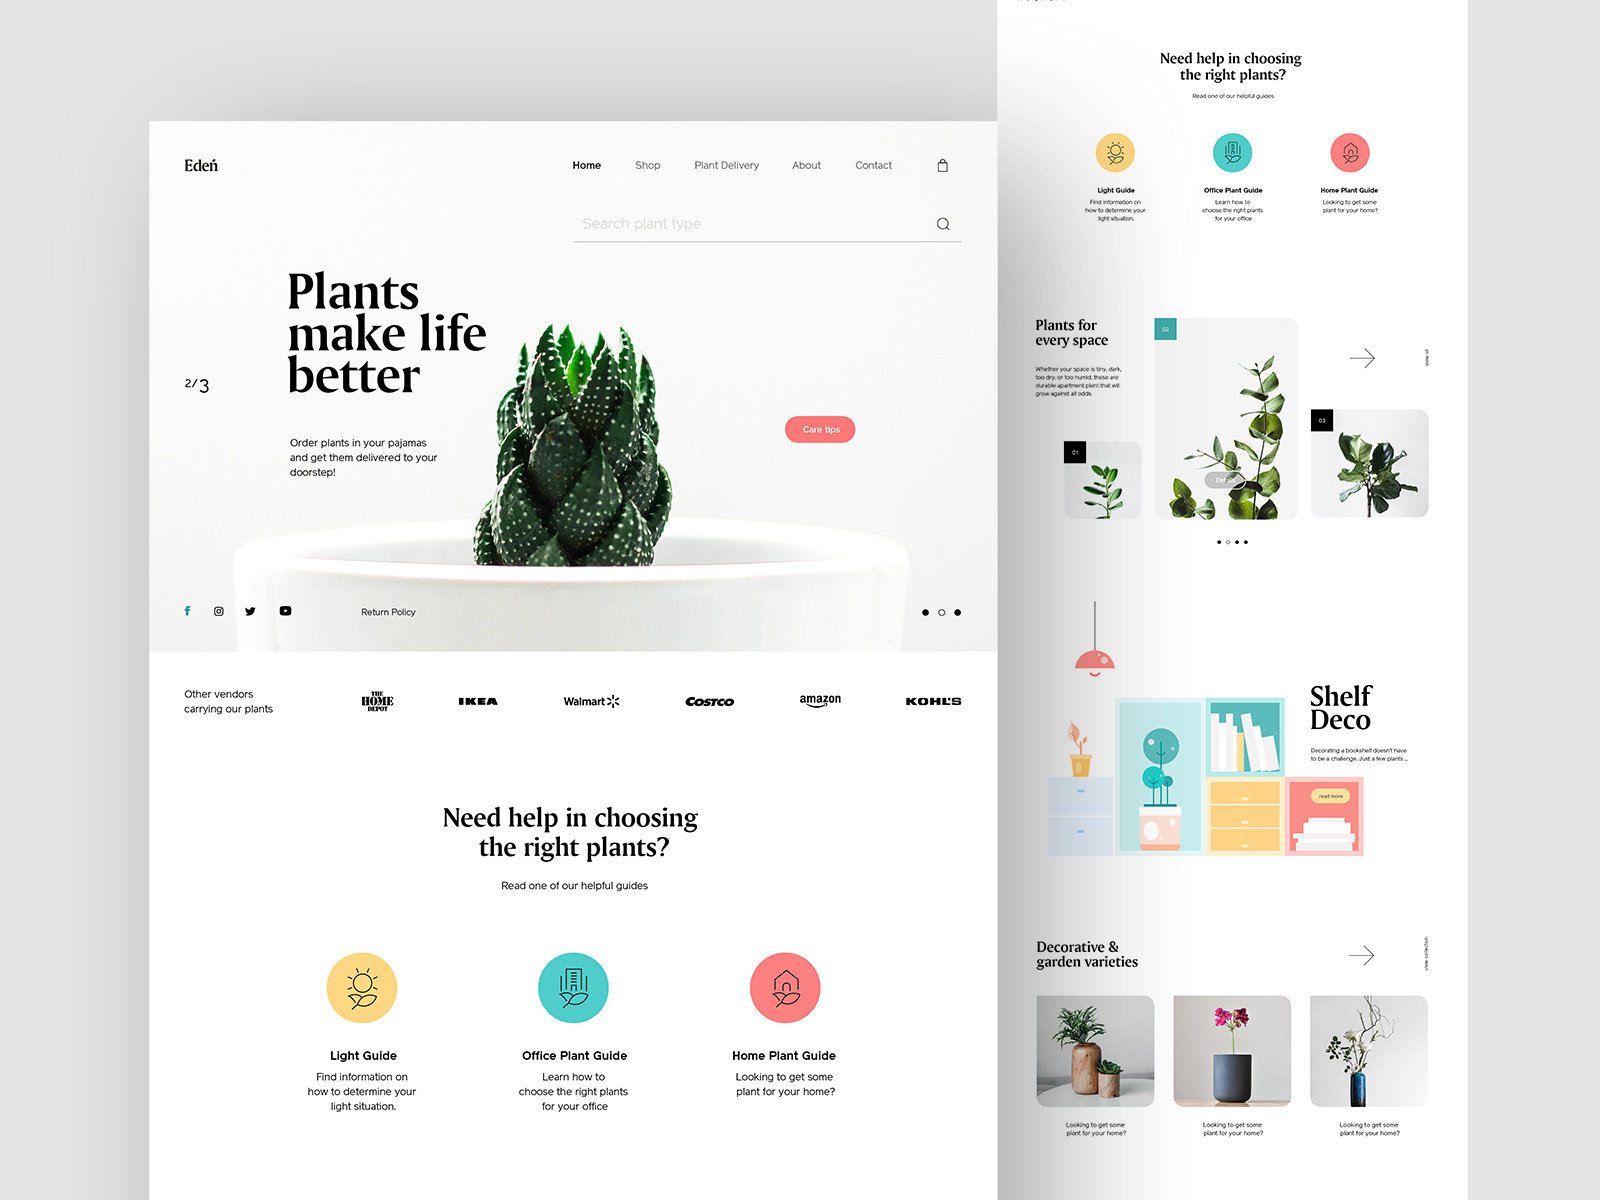 Edeń
Home
Shop
Plant Delivery
About
Contact
Search plant type
Plants
make life
better
2/3
Order plants in your pajamas
and get them delivered to your
doorstep!
Care tips
f
Return Policy
Other vendors
carrying our plants
THE
HOME
DEPOT
IKEA
Walmart
COSTCO
amazon
KOHL'S
Need help in choosing
the right plants?
Read one of our helpful guides
Light Guide
Find information on
how to determine your
light situation.
Office Plant Guide
Learn how to
choose the right plants
for your office
Home Plant Guide
Looking to get some
plant for your home?
Need help in choosing
the right plants?
Read one of our helpful guides
Light Guide
Find information on
how to determine your
light situation.
Office Plant Guide
Learn how to
choose the right plants
for your office
Home Plant Guide
Looking to get some
plant for your home?
Plants for
every space
Whether your space is tiny, dark,
too dry, or too humid, these are
durable apartment plant that will
grow against all odds.
01
02
Details
03
view all
Shelf
Deco
Decorating a bookshelf doesn't have
to be a challenge. Just a few plants ...
read more
Decorative &
garden varieties
view collection
Looking to get some
plant for your home?
Looking to get some
plant for your home?
Looking to get some
plant for your home?